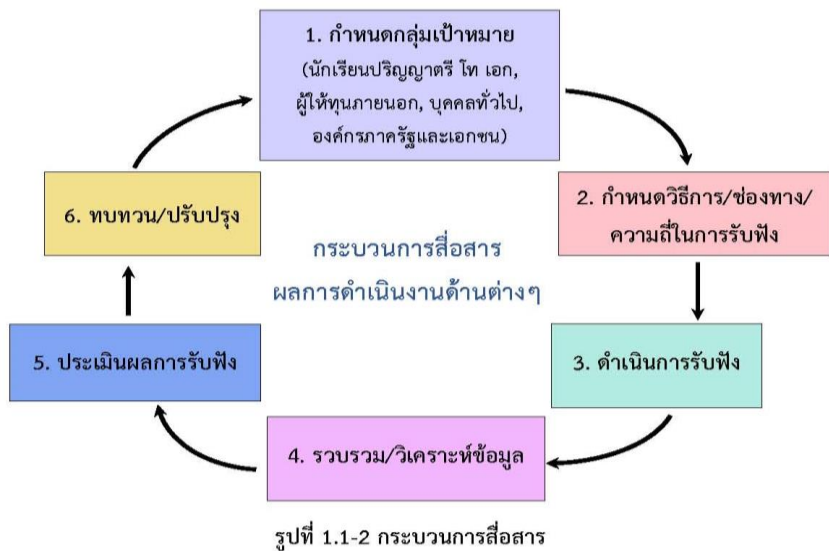 1. กำหนดกลุ่มเป้าหมาย
(นักเรียนปริญญาตรี โท เอก,
ผู้ให้ทุนภายนอก, บุคคลทั่วไป,
องค์กรภาครัฐและเอกชน)
2. กำหนดวิธีการ/ช่องทาง/
ความถี่ในการรับฟัง
3. ดำเนินการรับฟัง
4. รวบรวม/วิเคราะห์ข้อมูล
5. ประเมินผลการรับฟัง
6. ทบทวน/ปรับปรุง
กระบวนการสื่อสาร
ผลการดำเนินงานด้านต่างๆ
รูปที่ 1.1-2 กระบวนการสื่อสาร